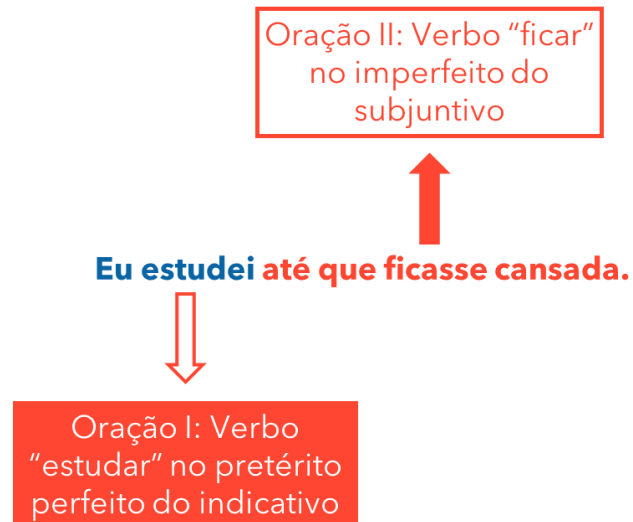 Oração II: Verbo “ficar”
no imperfeito do
subjuntivo
Eu estudei até que ficasse cansada.
Oração I: Verbo
“estudar” no pretérito
perfeito do indicativo